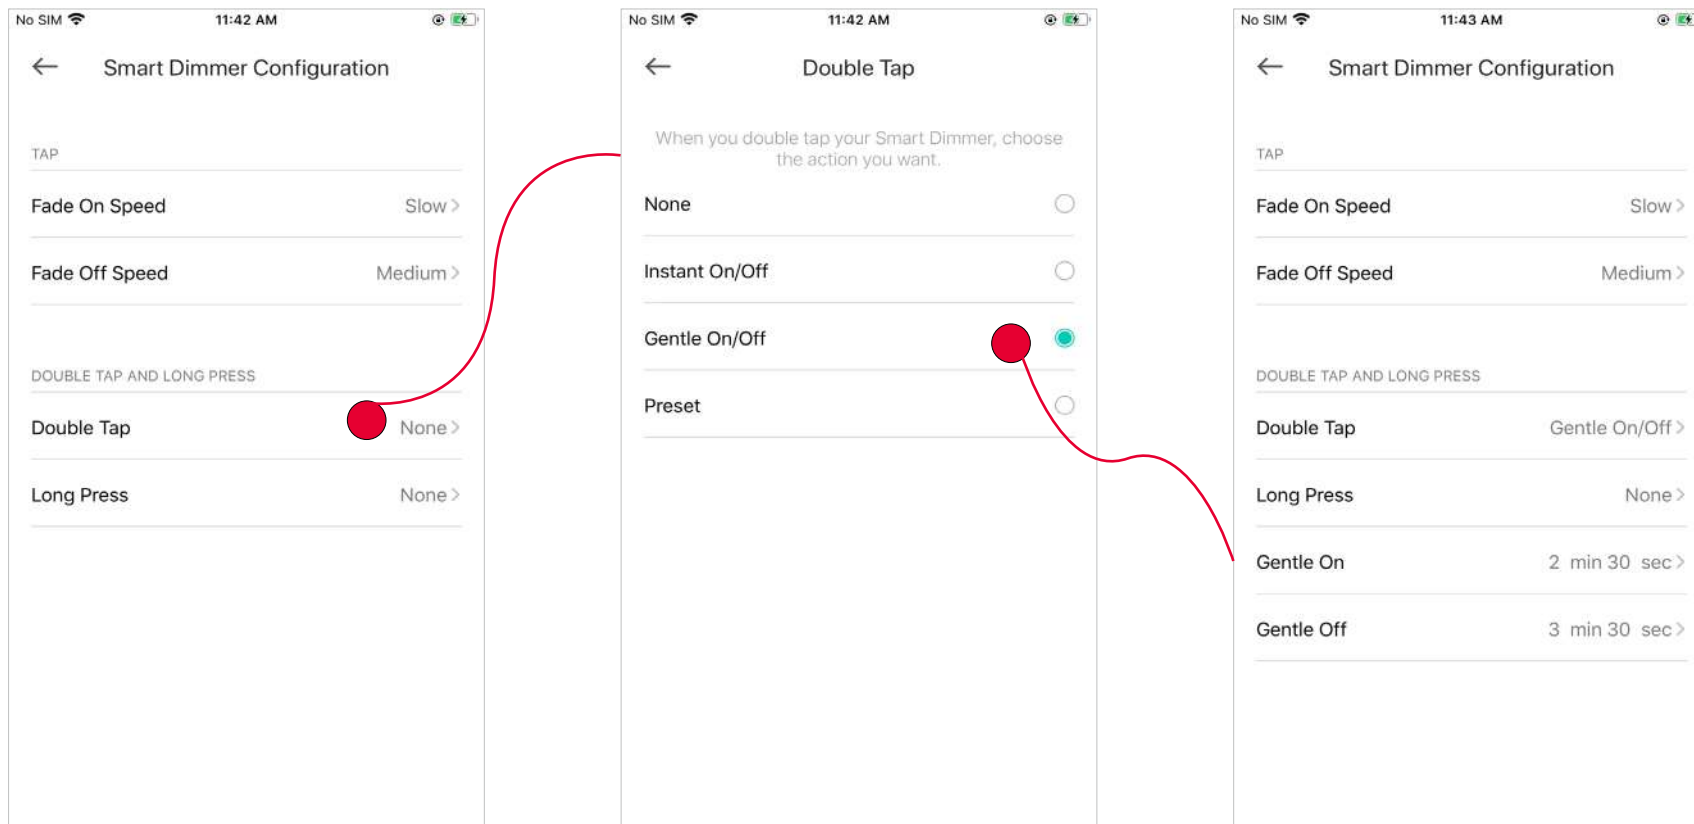 No SIM 11:42 AM
Smart Dimmer Configuration
TAP
Fade On Speed Slow
Fade Off Speed Medium
DOUBLE TAP AND LONG PRESS
Double Tap None
Long Press None
No SIM 11:42 AM
Double Tap
When you double tap your Smart Dimmer, choose
the action you want.
None
Instant On/Off
Gentle On/Off
Preset
No SIM 11:43 AM
Smart Dimmer Configuration
TAP
Fade On Speed Slow
Fade Off Speed Medium
DOUBLE TAP AND LONG PRESS
Double Tap Gentle On/Off
Long Press None
Gentle On 2 min 30 sec
Gentle Off 3 min 30 sec